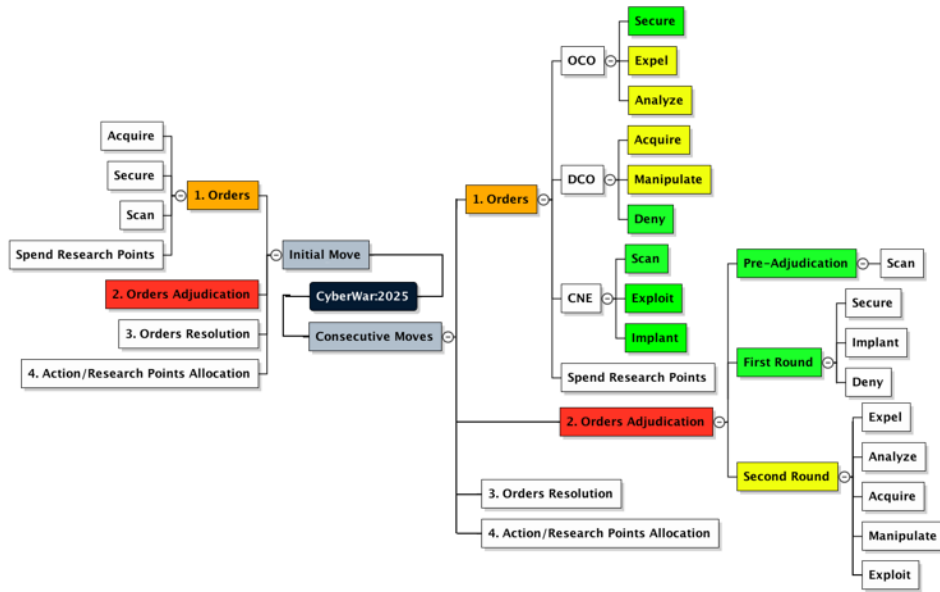 CyberWar:2025
Initial Move
1. Orders
Acquire
Secure
Scan
Spend Research Points
2. Orders Adjudication
3. Orders Resolution
4. Action/Research Points Allocation
Consecutive Moves
1. Orders
OCO
Secure
Expel
Analyze
DCO
Acquire
Manipulate
Deny
CNE
Scan
Exploit
Implant
Spend Research Points
2. Orders Adjudication
Pre-Adjudication
Scan
First Round
Secure
Implant
Deny
Second Round
Expel
Analyze
Acquire
Manipulate
Exploit
3. Orders Resolution
4. Action/Research Points Allocation